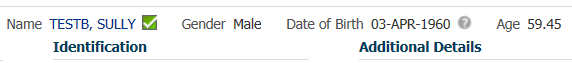 Name TESTB, SULLY Gender Male Date of Birth 03-APR-1960 ? Age 59.45
Identification Additional Details